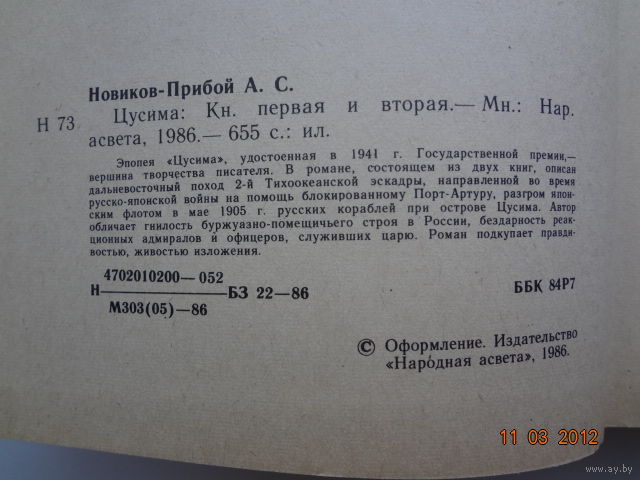 Новиков-Прибой А. С.
Н 73 Цусима: Кн. первая и вторая.— Мн.: Нар.
асвета, 1986.— 655 с.: ил.
Эпопея «Цусима», удостоенная в 1941 г. Государственной премии,—
вершина творчества писателя. В романе, состоящем из двух книг, описан
дальневосточный поход 2-й Тихоокеанской эскадры, направленной во время
русско-японской войны на помощь блокированному Порт-Артуру, разгром япон-
ским флотом в мае 1905 г. русских кораблей при острове Цусима. Автор
обличает гнилость буржуазно-помещичьего строя в России, бездарность реак-
ционных адмиралов и офицеров, служивших царю. Роман подкупает правди-
востью, живостью изложения.
4702010200—052
Н БЗ 22—86
М303(05)—86
ББК 84Р7
© Оформление. Издательство
«Народная асвета», 1986.
11 03 2012
www.ay.by